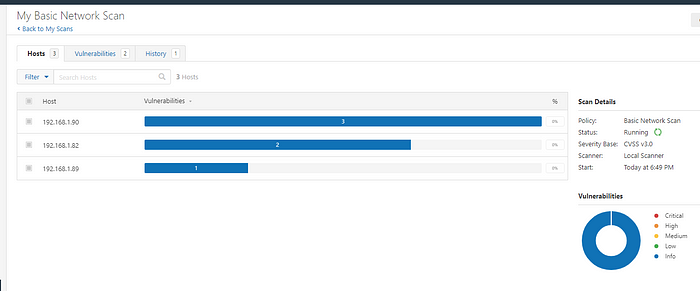 My Basic Network Scan
‹ Back to My Scans
Hosts 3 Vulnerabilities 2 History 1
Filter Search Hosts 3 Hosts
Host Vulnerabilities %
192.168.1.90 3 0%
192.168.1.82 2 0%
192.168.1.89 1 0%
Scan Details
Policy: Basic Network Scan
Status: Running
Severity Base: CVSS v3.0
Scanner: Local Scanner
Start: Today at 6:49 PM
Vulnerabilities
Critical
High
Medium
Low
Info